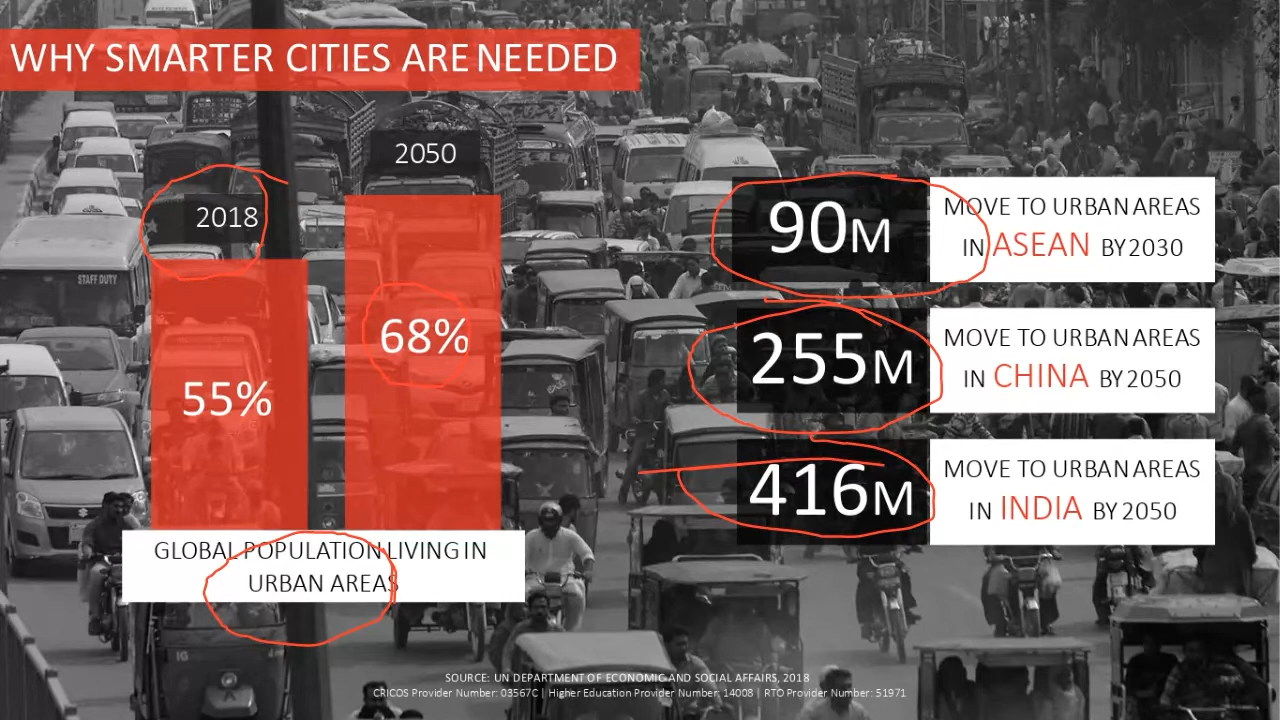 WHY SMARTER CITIES ARE NEEDED
2018
2050
55%
68%
GLOBAL POPULATION LIVING IN
URBAN AREAS
90M
MOVE TO URBAN AREAS
IN ASEAN BY 2030
255M
MOVE TO URBAN AREAS
IN CHINA BY 2050
416M
MOVE TO URBAN AREAS
IN INDIA BY 2050
STAFF DUTY
SOURCE: UN DEPARTMENT OF ECONOMIC AND SOCIAL AFFAIRS, 2018
CRICOS Provider Number: 03567C | Higher Education Provider Number: 14008 | RTO Provider Number: 51971